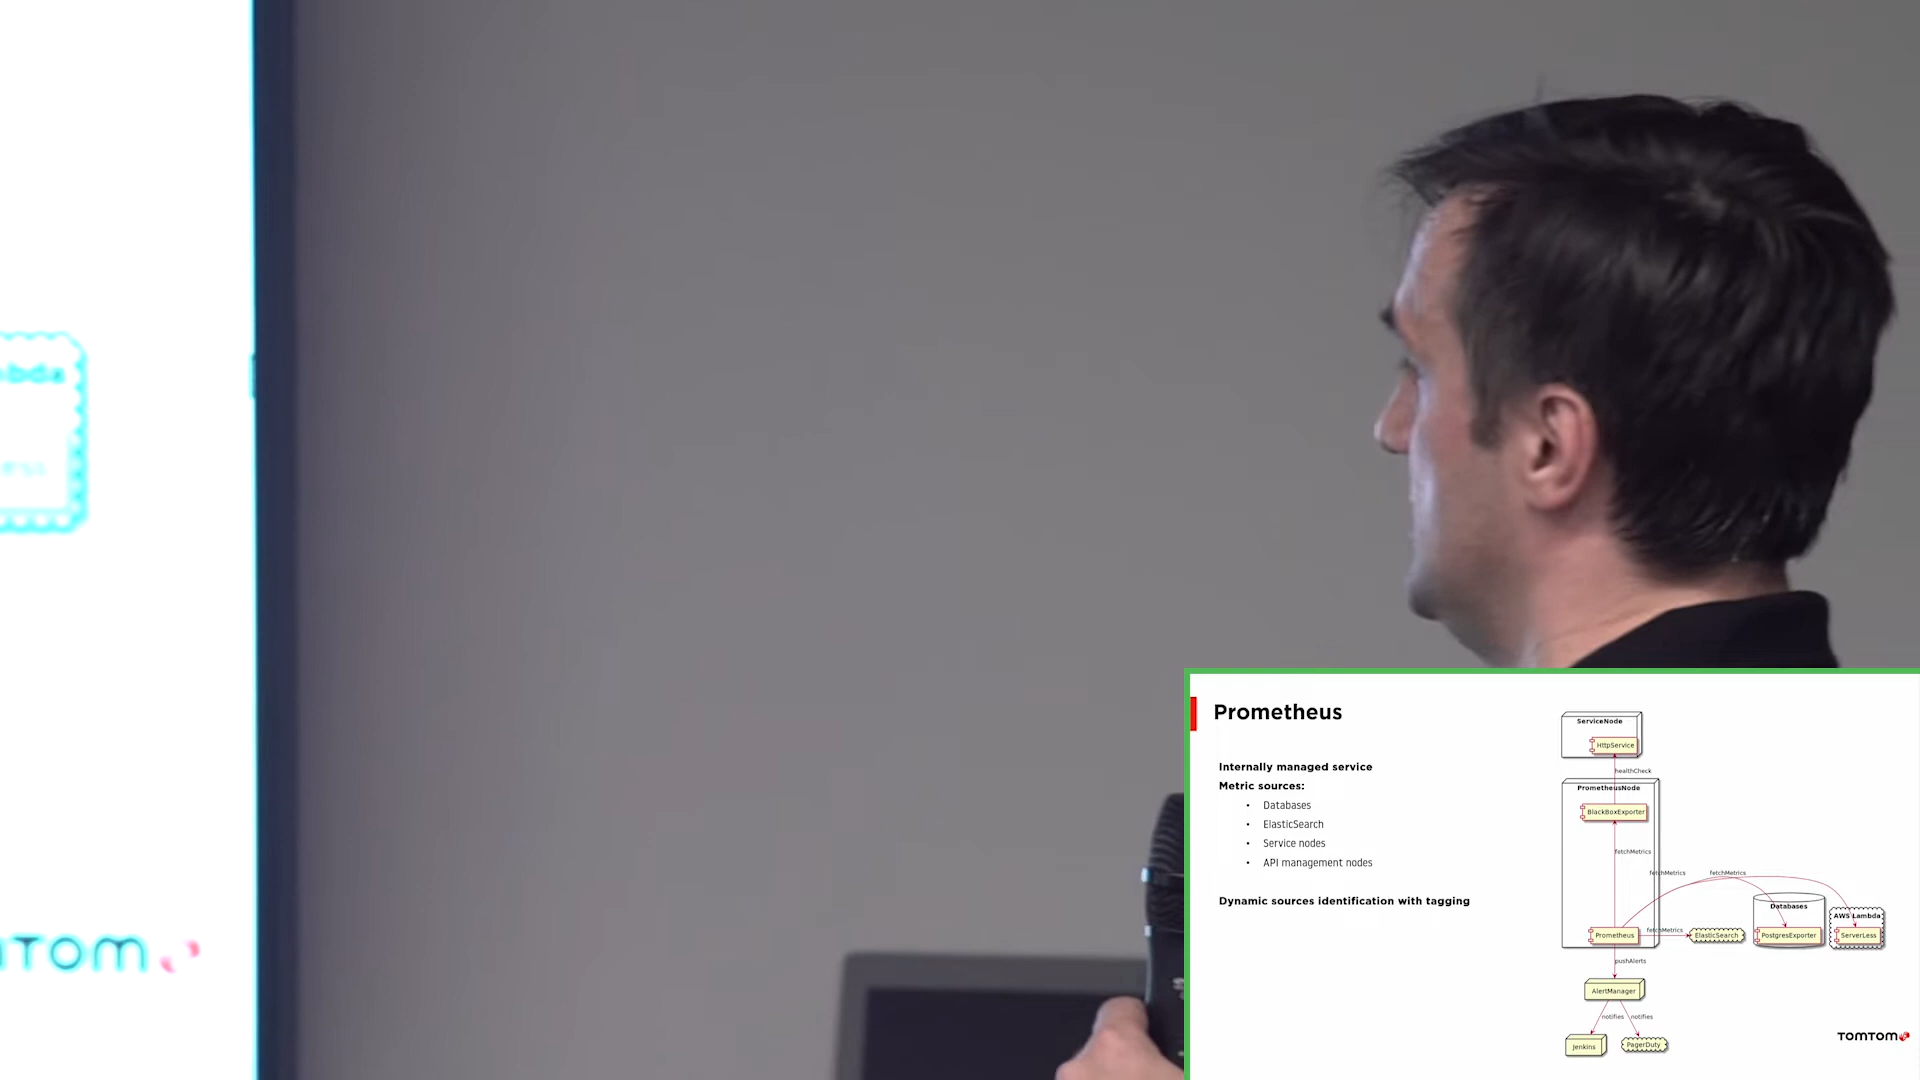 bda
TOM
Prometheus
Internally managed service
Metric sources:
• Databases
• ElasticSearch
• Service nodes
• API management nodes
Dynamic sources identification with tagging
ServiceNode
HttpService
healthCheck
PrometheusNode
BlackBoxExporter
fetchMetrics
fetchMetrics
fetchMetrics
Databases
AWS Lambda
Prometheus
fetchMetrics
ElasticSearch
PostgresExporter
ServerLess
pushAlerts
AlertManager
notifies
notifies
Jenkins
PagerDuty
TOMTOM